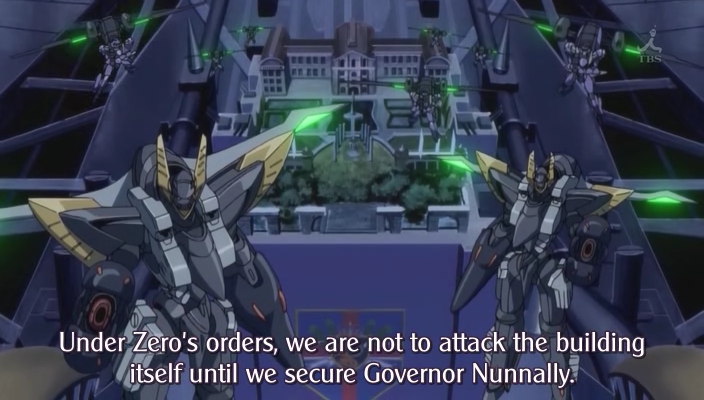 TBS
Under Zero's orders, we are not to attack the building
itself until we secure Governor Nunnally.